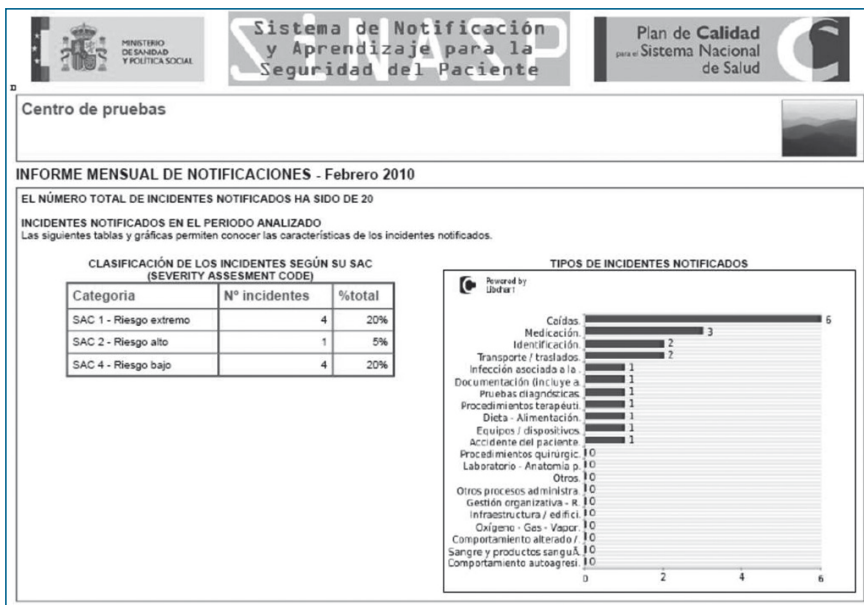 MINISTERIO
DE SANIDAD
Y POLÍTICA SOCIAL
SiNASP
Sistema de Notificación
y Aprendizaje para la
Seguridad del Paciente
Plan de Calidad
para el Sistema Nacional
de Salud
Centro de pruebas
INFORME MENSUAL DE NOTIFICACIONES - Febrero 2010
EL NÚMERO TOTAL DE INCIDENTES NOTIFICADOS HA SIDO DE 20
INCIDENTES NOTIFICADOS EN EL PERIODO ANALIZADO
Las siguientes tablas y gráficas permiten conocer las características de los incidentes notificados.
CLASIFICACIÓN DE LOS INCIDENTES SEGÚN SU SAC
(SEVERITY ASSESMENT CODE)
Categoria Nº incidentes %total
SAC 1 - Riesgo extremo 4 20%
SAC 2 - Riesgo alto 1 5%
SAC 4 - Riesgo bajo 4 20%
TIPOS DE INCIDENTES NOTIFICADOS
Powered by
Libchart
Caídas. 6
Medicación. 3
Identificación. 2
Transporte / traslados. 2
Infección asociada a la . 1
Documentación (incluye a. 1
Pruebas diagnósticas. 1
Procedimientos terapéuti. 1
Dieta - Alimentación. 1
Equipos / dispositivos. 1
Accidente del paciente. 1
Procedimientos quirúrgic. 0
Laboratorio - Anatomía p. 0
Otros. 0
Otros procesos administra. 0
Gestión organizativa - R. 0
Infraestructura / edifici. 0
Oxígeno - Gas - Vapor. 0
Comportamiento alterado /. 0
Sangre y productos sanguÃ. 0
Comportamiento autoagresi. 0
0 2 4 6